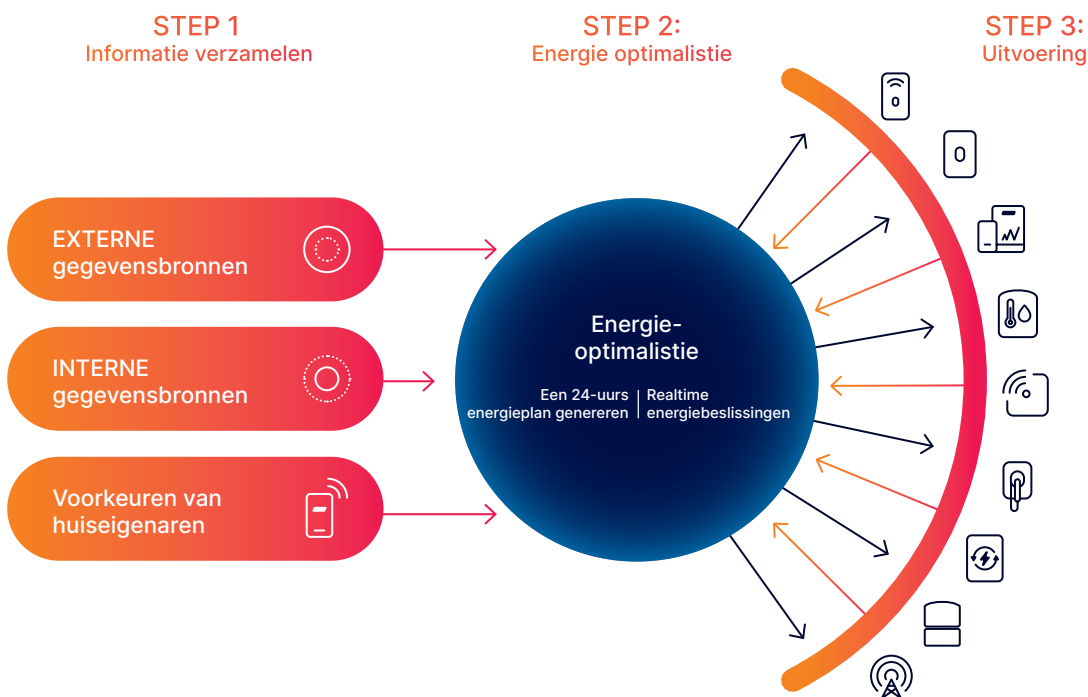 STEP 1
Informatie verzamelen
STEP 2:
Energie optimalistie
STEP 3:
Uitvoering
EXTERNE
gegevensbronnen
INTERNE
gegevensbronnen
Voorkeuren van
huiseigenaren
Energie-
optimalistie
Een 24-uurs
energieplan genereren
Realtime
energiebeslissingen